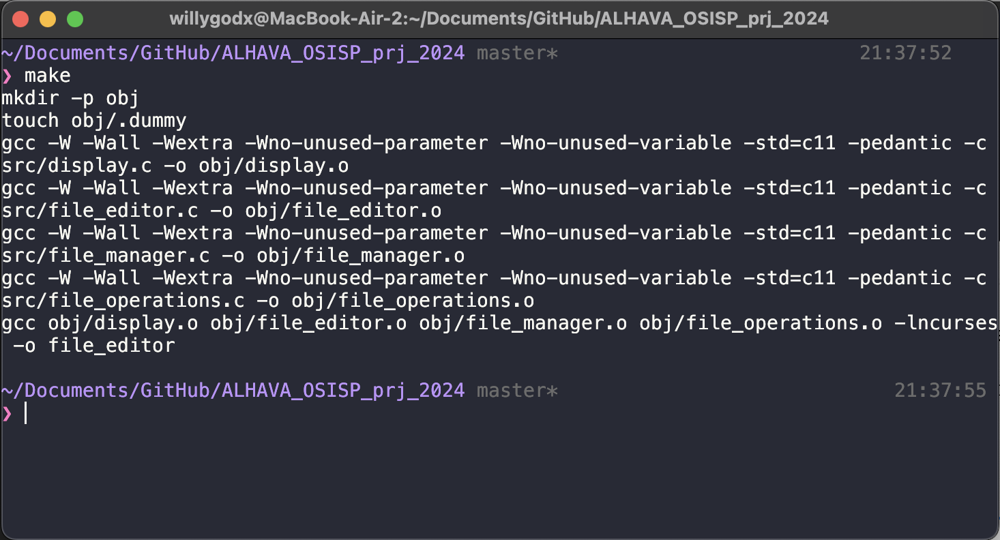 willygodx@MacBook-Air-2:~/Documents/GitHub/ALHAVA_OSISP_prj_2024
~/Documents/GitHub/ALHAVA_OSISP_prj_2024 master* 21:37:52
❯ make
mkdir -p obj
touch obj/.dummy
gcc -W -Wall -Wextra -Wno-unused-parameter -Wno-unused-variable -std=c11 -pedantic -c
src/display.c -o obj/display.o
gcc -W -Wall -Wextra -Wno-unused-parameter -Wno-unused-variable -std=c11 -pedantic -c
src/file_editor.c -o obj/file_editor.o
gcc -W -Wall -Wextra -Wno-unused-parameter -Wno-unused-variable -std=c11 -pedantic -c
src/file_manager.c -o obj/file_manager.o
gcc -W -Wall -Wextra -Wno-unused-parameter -Wno-unused-variable -std=c11 -pedantic -c
src/file_operations.c -o obj/file_operations.o
gcc obj/display.o obj/file_editor.o obj/file_manager.o obj/file_operations.o -lncurses
-o file_editor
~/Documents/GitHub/ALHAVA_OSISP_prj_2024 master* 21:37:55
❯